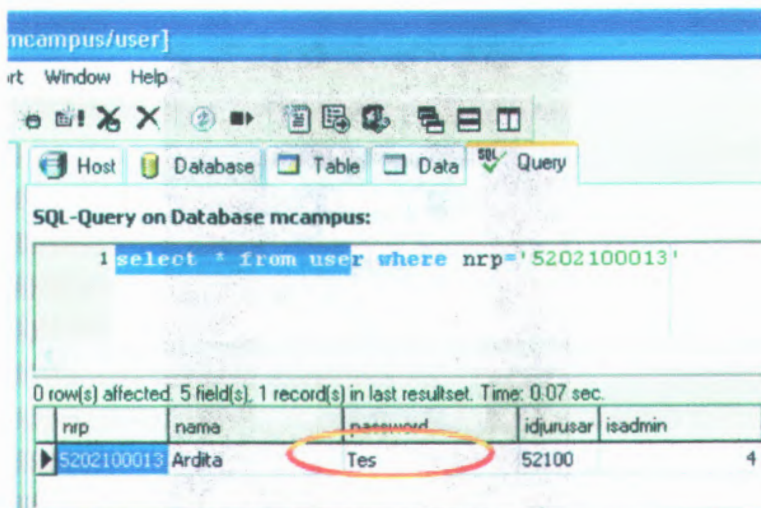 mcampus/user]
rt Window Help
Host Database Table Data SQL Query
SQL-Query on Database mcampus:
1 select * from user where nrp='5202100013'
0 row(s) affected. 5 field(s), 1 record(s) in last resultset. Time: 0.07 sec.
nrp nama password idjurusar isadmin
5202100013 Ardita Tes 52100 4